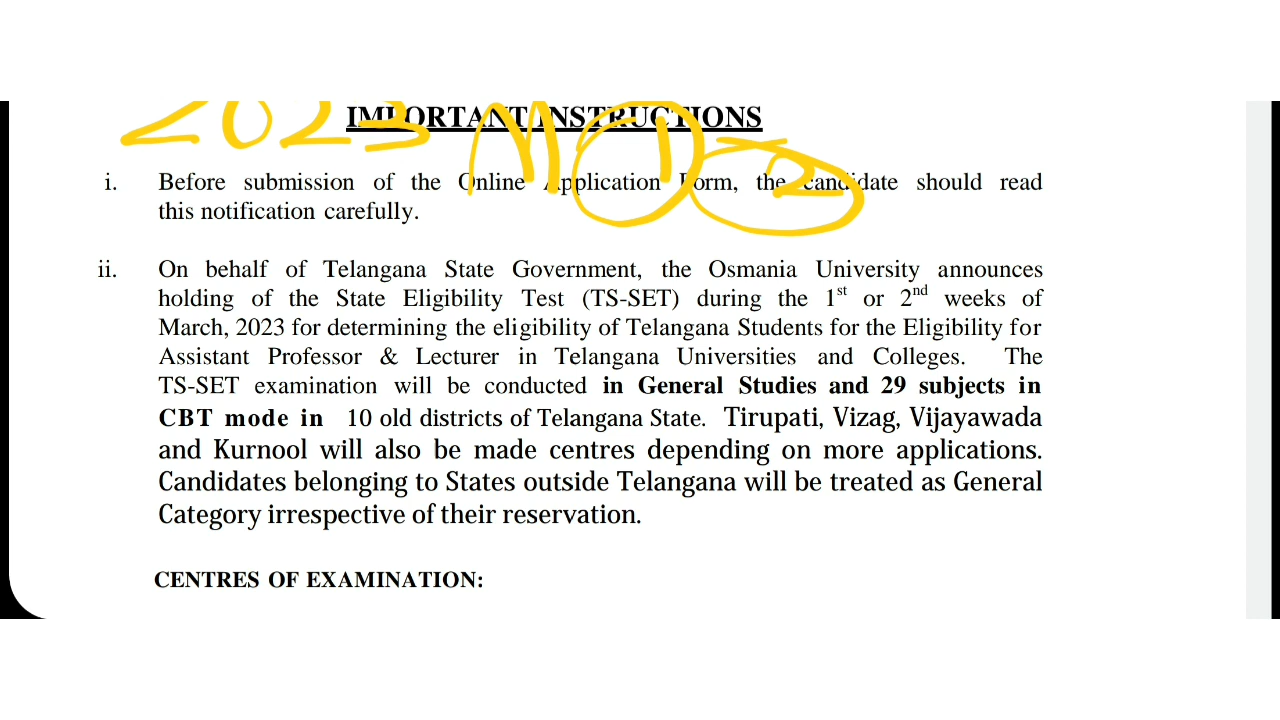 2023 M 1 2
IMPORTANT INSTRUCTIONS
i. Before submission of the Online Application Form, the candidate should read
this notification carefully.
ii. On behalf of Telangana State Government, the Osmania University announces
holding of the State Eligibility Test (TS-SET) during the 1st or 2nd weeks of
March, 2023 for determining the eligibility of Telangana Students for the Eligibility for
Assistant Professor & Lecturer in Telangana Universities and Colleges. The
TS-SET examination will be conducted in General Studies and 29 subjects in
CBT mode in 10 old districts of Telangana State. Tirupati, Vizag, Vijayawada
and Kurnool will also be made centres depending on more applications.
Candidates belonging to States outside Telangana will be treated as General
Category irrespective of their reservation.
CENTRES OF EXAMINATION: